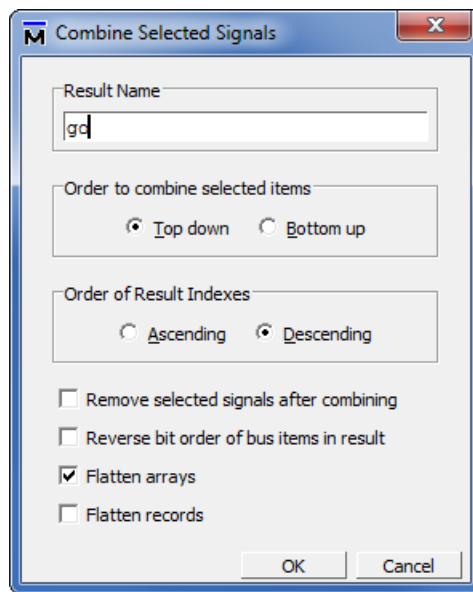 M Combine Selected Signals
Result Name
go
Order to combine selected items
Top down Bottom up
Order of Result Indexes
Ascending Descending
Remove selected signals after combining
Reverse bit order of bus items in result
Flatten arrays
Flatten records
OK Cancel